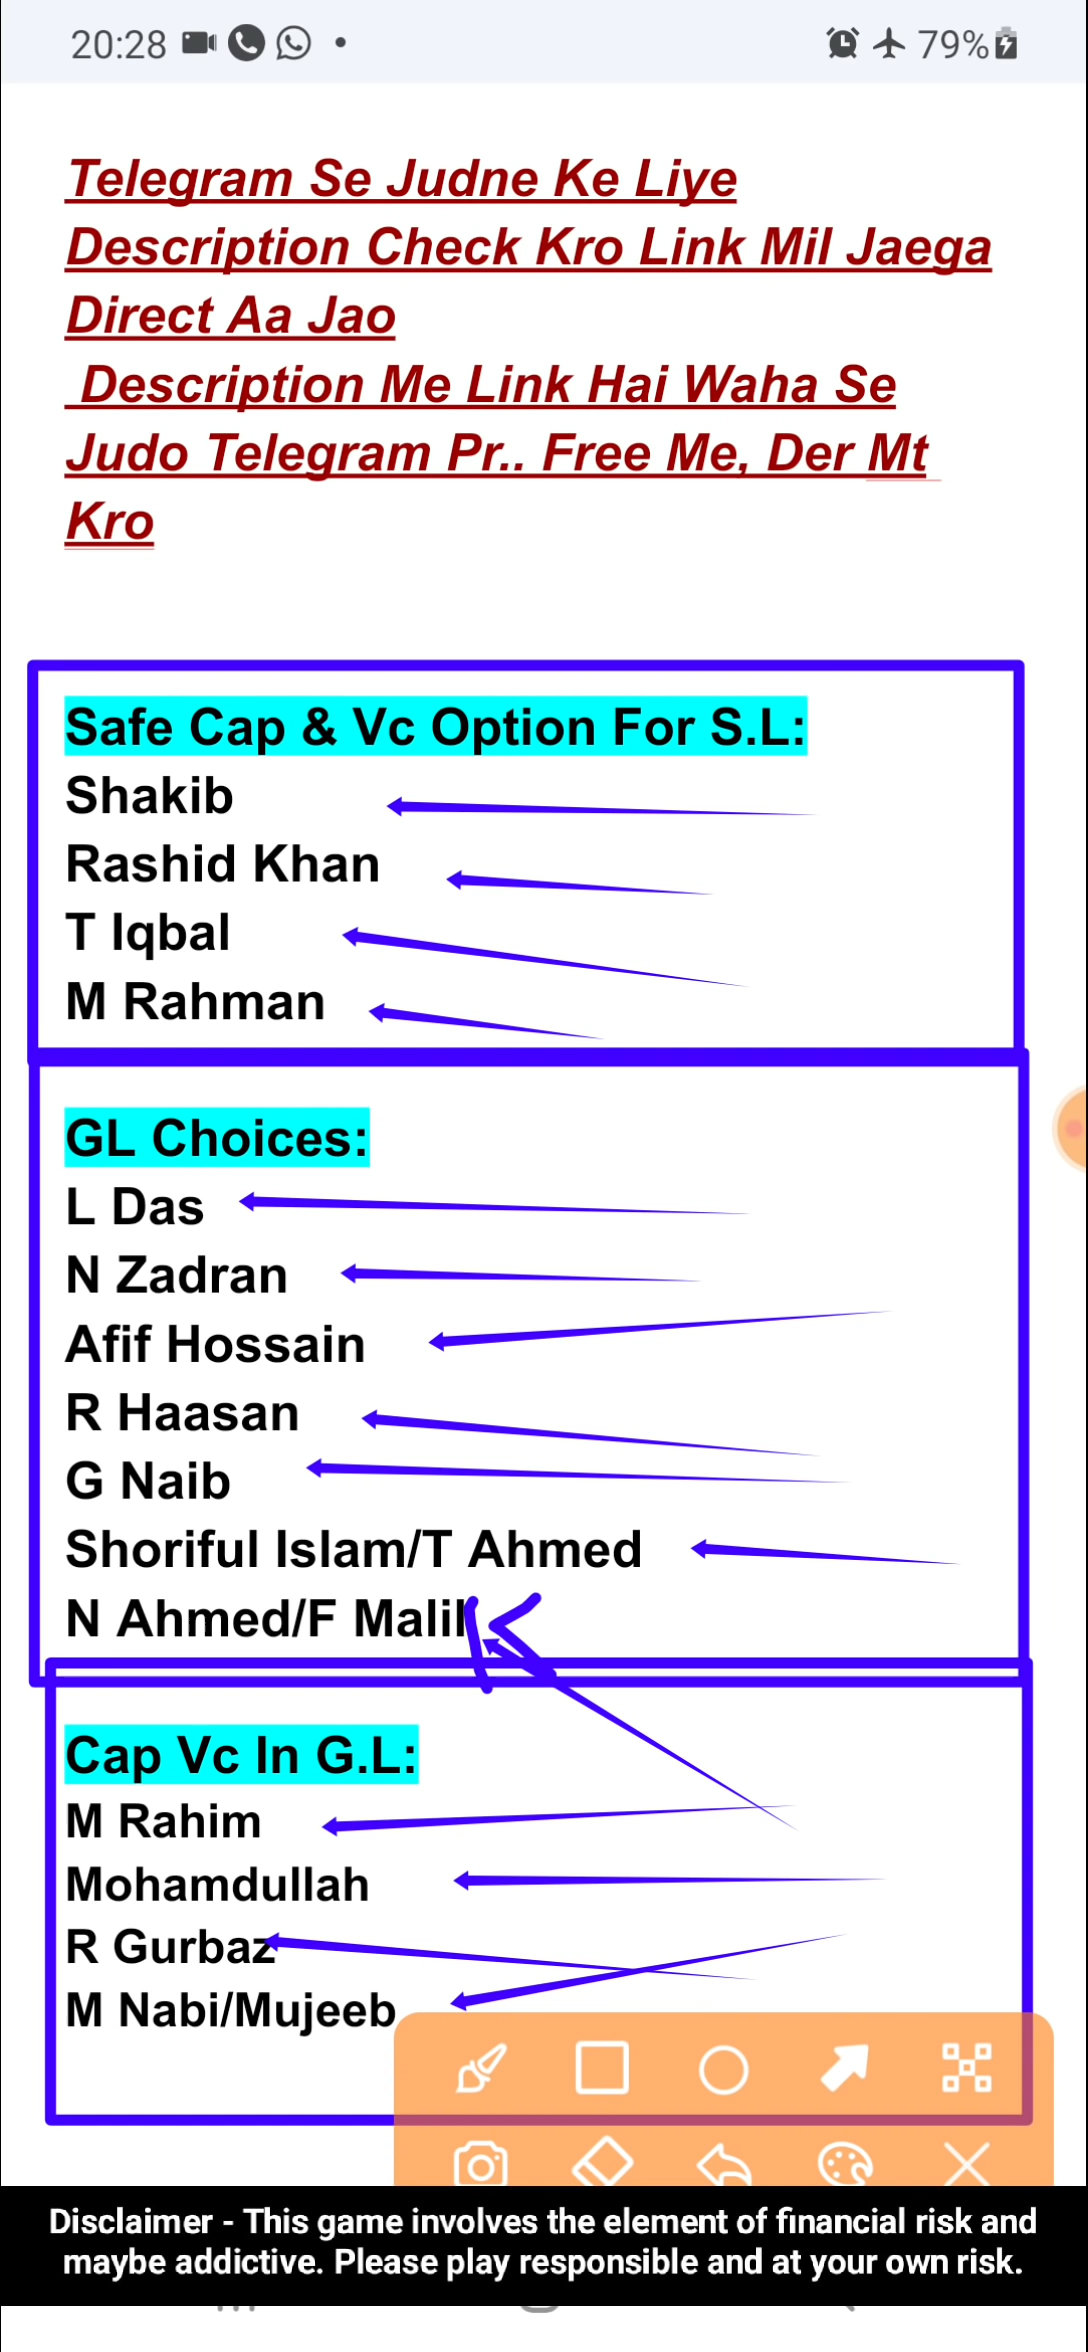 20:28
79%
Telegram Se Judne Ke Liye
Description Check Kro Link Mil Jaega
Direct Aa Jao
Description Me Link Hai Waha Se
Judo Telegram Pr.. Free Me, Der Mt
Kro
Safe Cap & Vc Option For S.L:
Shakib
Rashid Khan
T Iqbal
M Rahman
GL Choices:
L Das
N Zadran
Afif Hossain
R Haasan
G Naib
Shoriful Islam/T Ahmed
N Ahmed/F Malil
Cap Vc In G.L:
M Rahim
Mohamdullah
R Gurbaz
M Nabi/Mujeeb
Disclaimer - This game involves the element of financial risk and
maybe addictive. Please play responsible and at your own risk.